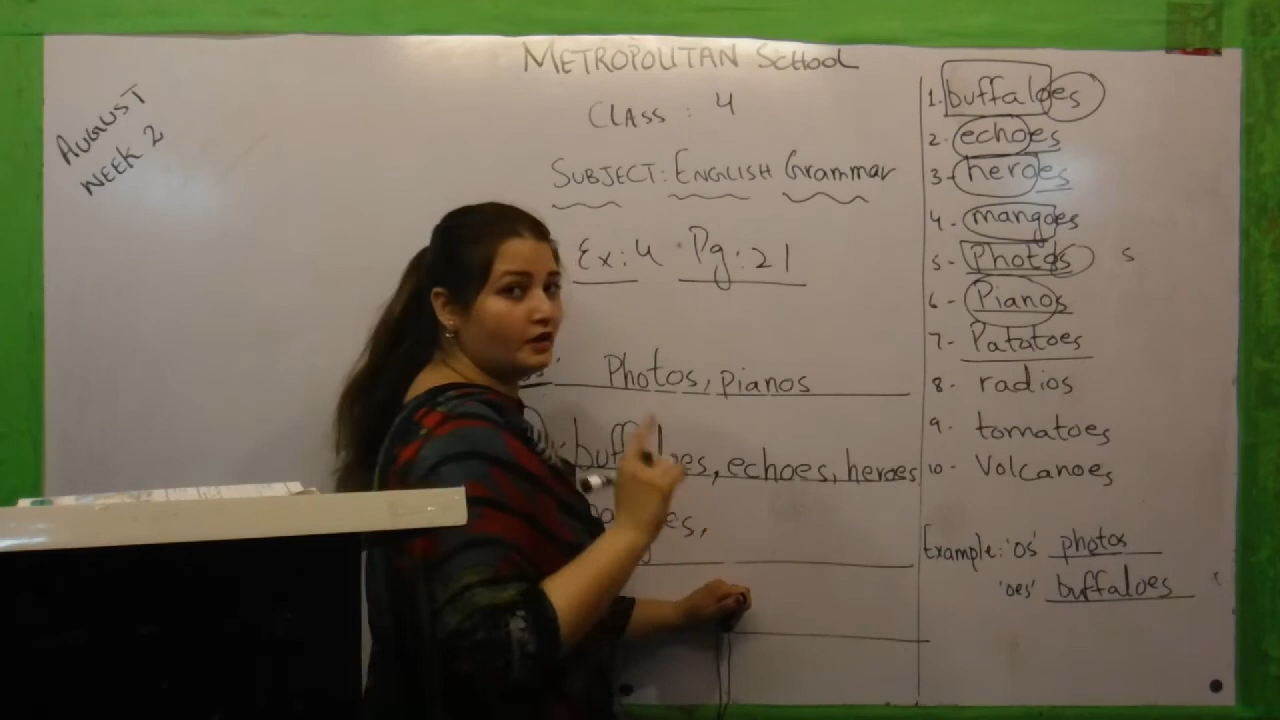 AUGUST
WEEK 2
METROPOLITAN SCHOOL
CLASS : 4
SUBJECT: ENGLISH Grammar
Ex: 4 Pg: 21
Photos, pianos
echoes, heroes
1. buffaloes
2. echoes
3- heroes
4- mangoes
5- Photos s
6- Pianos
7- Patatoes
8- radios
9- tomatoes
10- Volcanoes
Example: 'os' photos
'oes' buffaloes